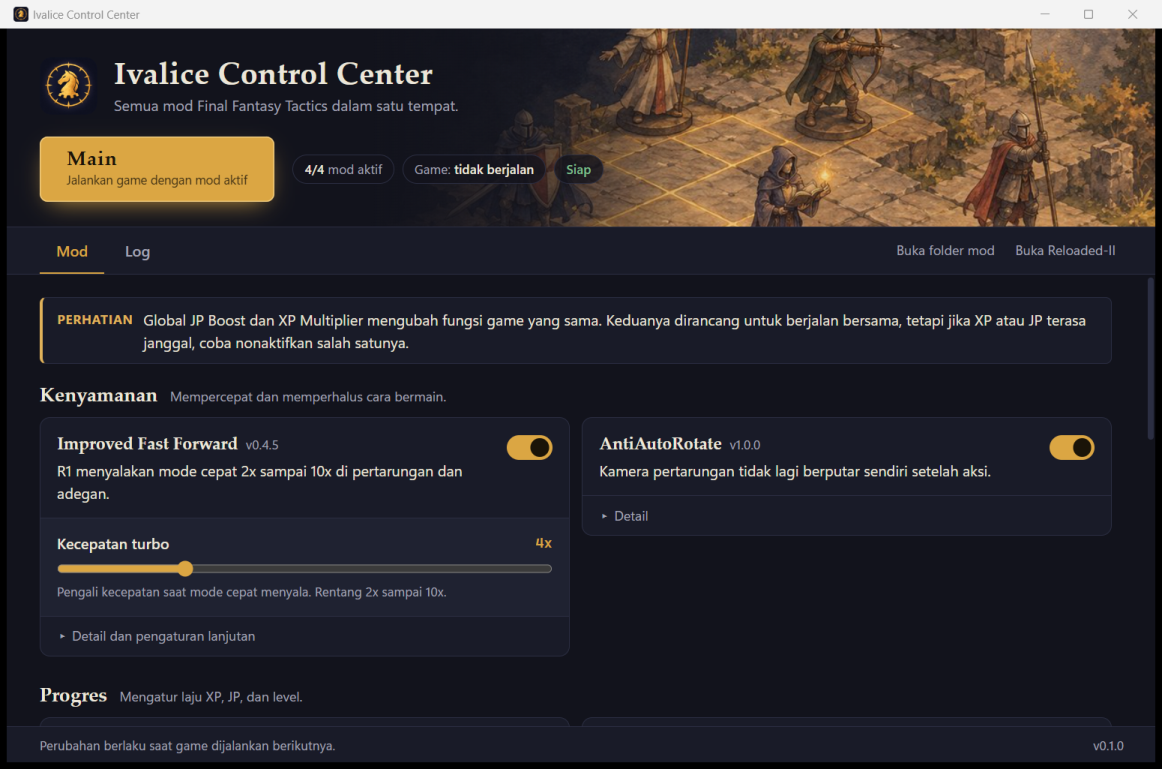 Ivalice Control Center
Ivalice Control Center
Semua mod Final Fantasy Tactics dalam satu tempat.
Main
Jalankan game dengan mod aktif
4/4 mod aktif
Game: tidak berjalan
Siap
Mod
Log
Buka folder mod
Buka Reloaded-II
PERHATIAN Global JP Boost dan XP Multiplier mengubah fungsi game yang sama. Keduanya dirancang untuk berjalan bersama, tetapi jika XP atau JP terasa
janggal, coba nonaktifkan salah satunya.
Kenyamanan Mempercepat dan memperhalus cara bermain.
Improved Fast Forward v0.4.5
R1 menyalakan mode cepat 2x sampai 10x di pertarungan dan
adegan.
Kecepatan turbo 4x
Pengali kecepatan saat mode cepat menyala. Rentang 2x sampai 10x.
Detail dan pengaturan lanjutan
AntiAutoRotate v1.0.0
Kamera pertarungan tidak lagi berputar sendiri setelah aksi.
Detail
Progres Mengatur laju XP, JP, dan level.
Perubahan berlaku saat game dijalankan berikutnya.
v0.1.0